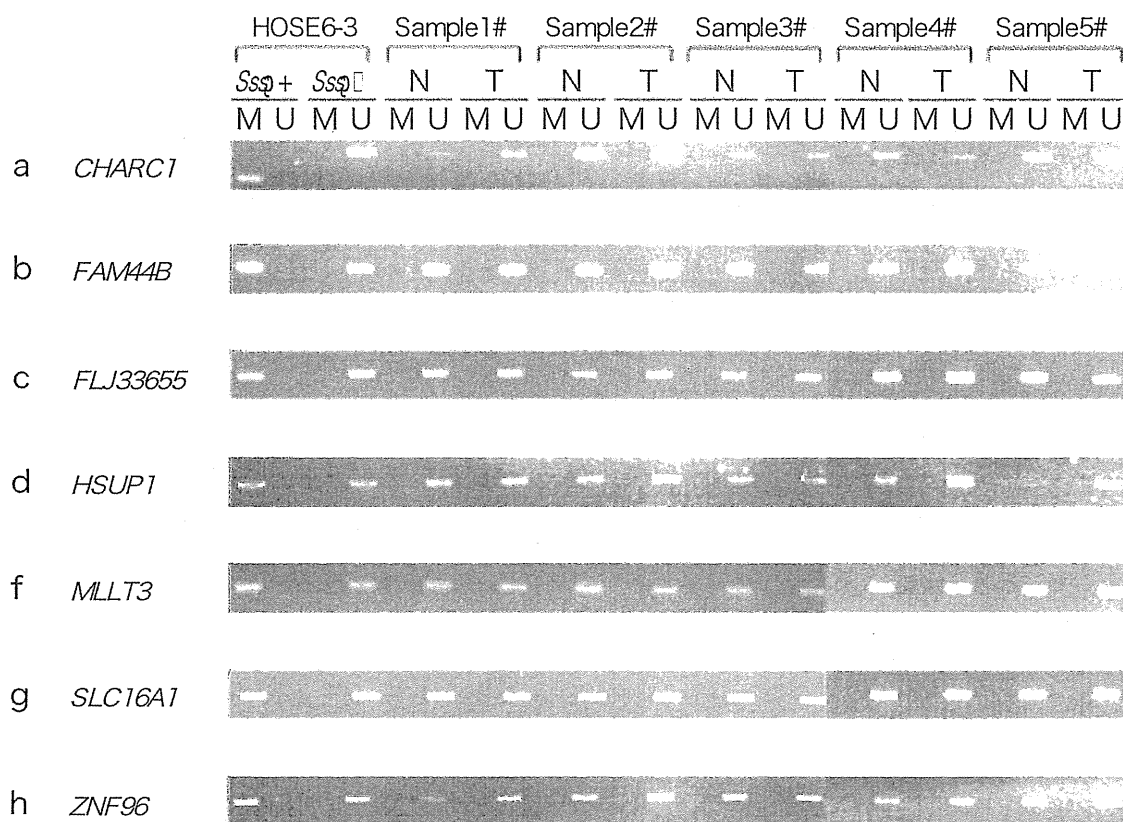 HOSE6-3 Sample1# Sample2# Sample3# Sample4# Sample5#
+ N T N T N T N T N T
M U M U M U M U M U M U M U M U M U M U M U M U
a CHARC1
b FAM44B
c FLJ33655
d HSUP1
f MLLT3
g SLC16A1
h ZNF96